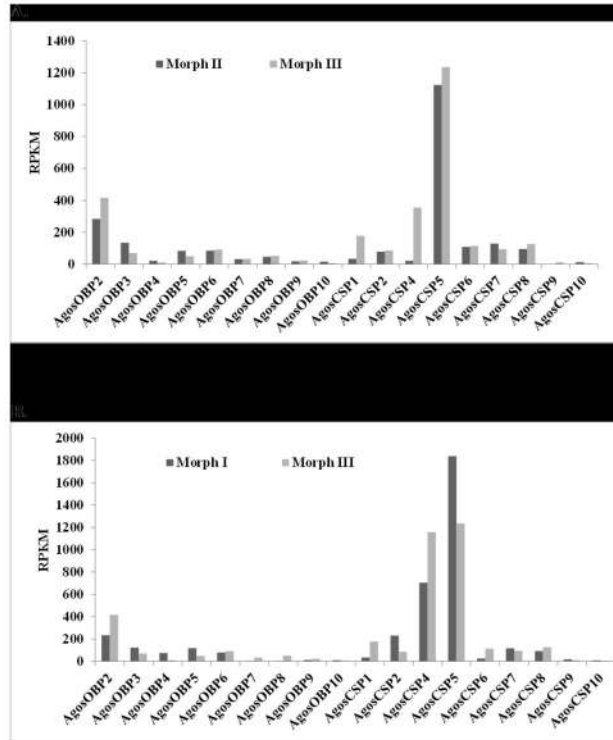 A.
1400
1200
1000
800
600
400
200
0
RPKM
Morph II Morph III
AgosOBP2 AgosOBP3 AgosOBP4 AgosOBP5 AgosOBP6 AgosOBP7 AgosOBP8 AgosOBP9 AgosOBP10 AgosCSP1 AgosCSP2 AgosCSP4 AgosCSP5 AgosCSP6 AgosCSP7 AgosCSP8 AgosCSP9 AgosCSP10
B.
2000
1800
1600
1400
1200
1000
800
600
400
200
0
RPKM
Morph I Morph III
AgosOBP2 AgosOBP3 AgosOBP4 AgosOBP5 AgosOBP6 AgosOBP7 AgosOBP8 AgosOBP9 AgosOBP10 AgosCSP1 AgosCSP2 AgosCSP4 AgosCSP5 AgosCSP6 AgosCSP7 AgosCSP8 AgosCSP9 AgosCSP10